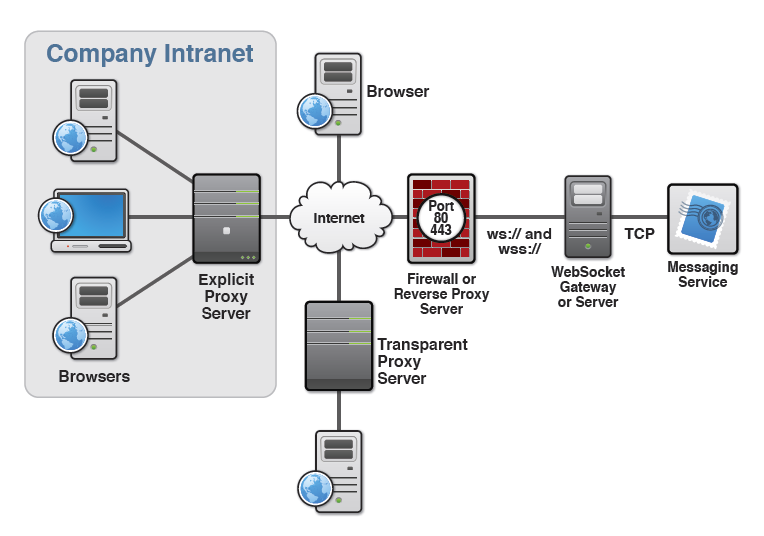 Company Intranet
Browser
Internet
Port
80
443
ws:// and
wss://
TCP
Explicit
Proxy
Server
Firewall or
Reverse Proxy
Server
WebSocket
Gateway
or Server
Messaging
Service
Browsers
Transparent
Proxy
Server